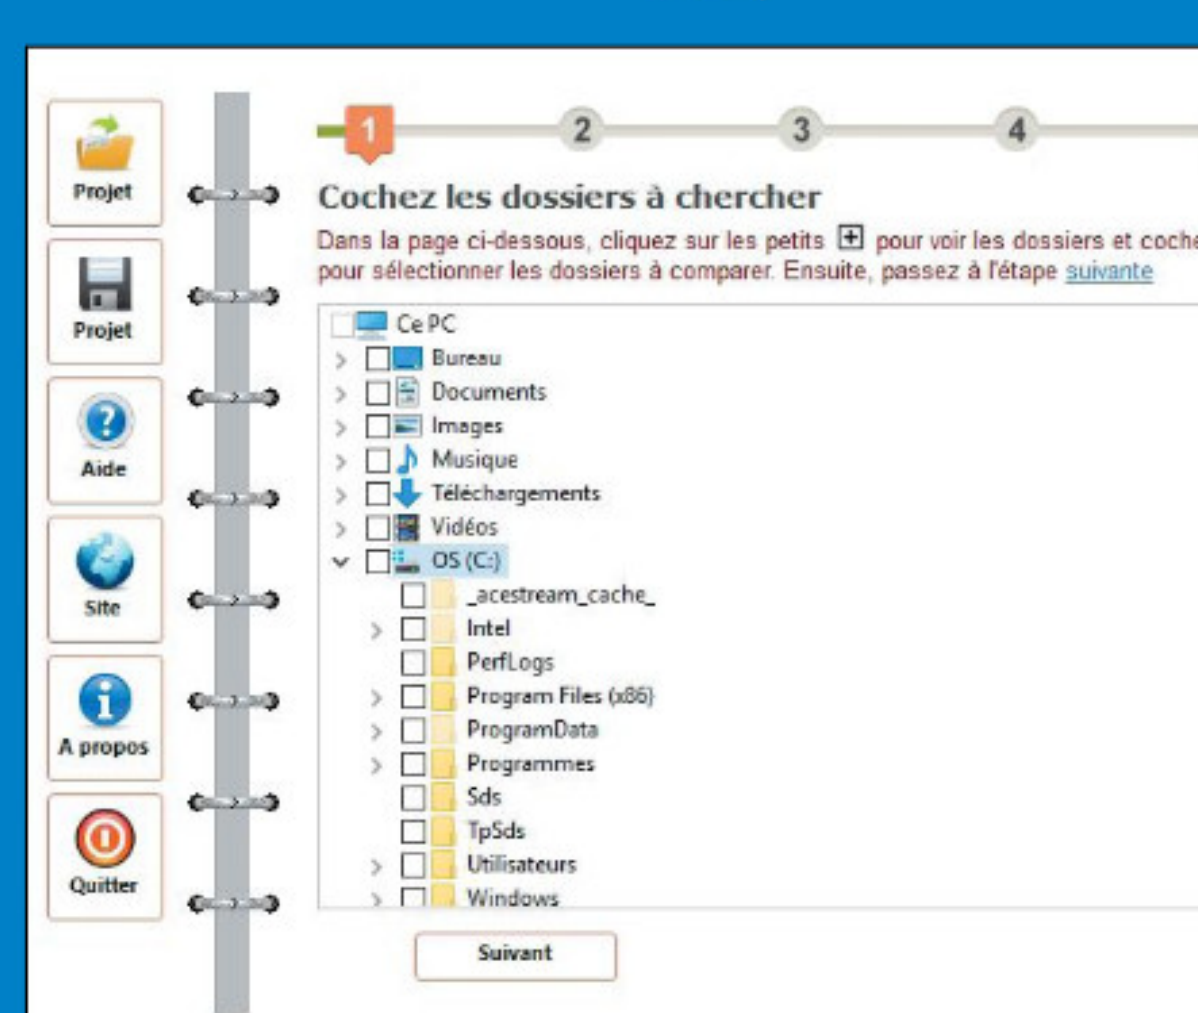 1
2
3
4
Projet
Projet
Aide
Site
A propos
Quitter
Cochez les dossiers à chercher
Dans la page ci-dessous, cliquez sur les petits + pour voir les dossiers et coche
pour sélectionner les dossiers à comparer. Ensuite, passez à l'étape suivante
Ce PC
Bureau
Documents
Images
Musique
Téléchargements
Vidéos
OS (C:)
_acestream_cache_
Intel
PerfLogs
Program Files (x86)
ProgramData
Programmes
Sds
TpSds
Utilisateurs
Windows
Suivant